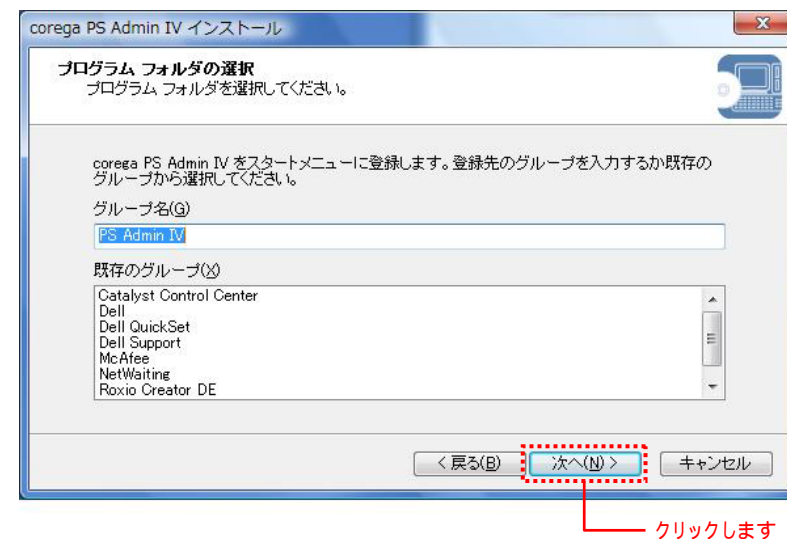 corega PS Admin IV インストール
プログラム フォルダの選択
プログラム フォルダを選択してください。
corega PS Admin IV をスタートメニューに登録します。登録先のグループを入力するか既存の
グループから選択してください。
グループ名(G)
PS Admin IV
既存のグループ(X)
Catalyst Control Center
Dell
Dell QuickSet
Dell Support
McAfee
NetWaiting
Roxio Creator DE
< 戻る(B)
次へ(N) >
キャンセル
クリックします